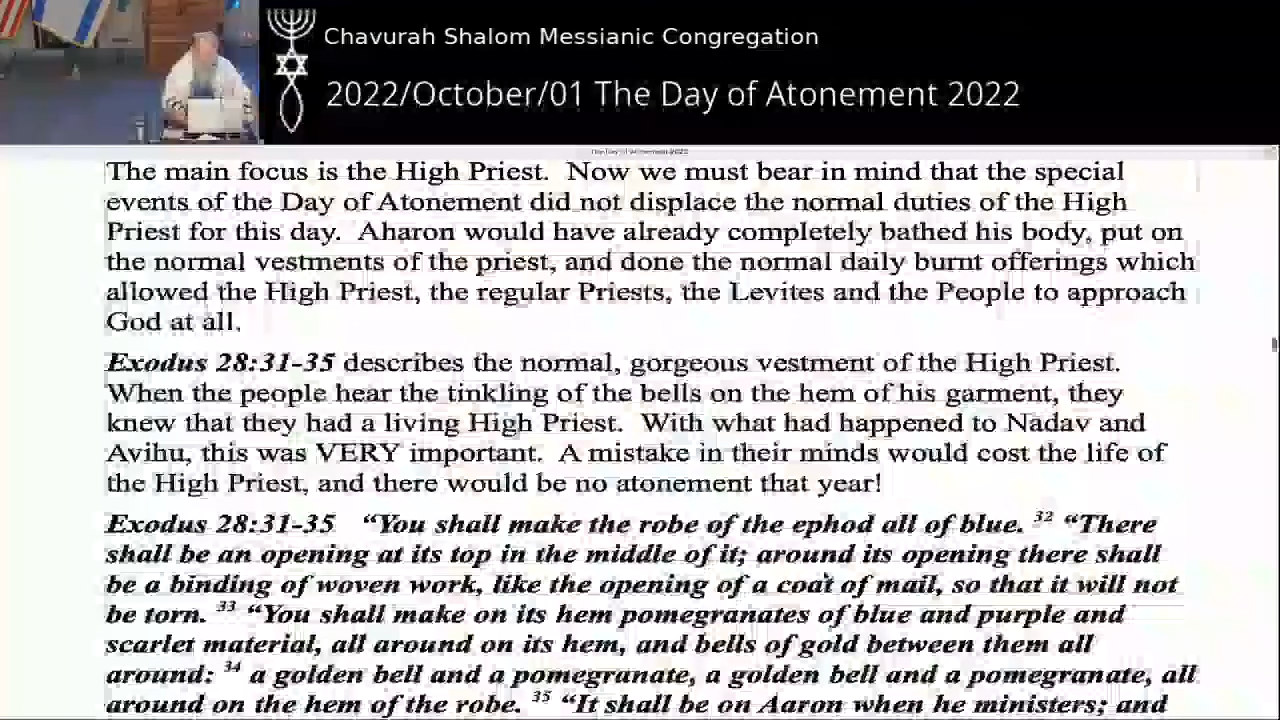 Chavurah Shalom Messianic Congregation
2022/October/01 The Day of Atonement 2022
The Day of Atonement 2022
The main focus is the High Priest.  Now we must bear in mind that the special
events of the Day of Atonement did not displace the normal duties of the High
Priest for this day.  Aharon would have already completely bathed his body, put on
the normal vestments of the priest, and done the normal daily burnt offerings which
allowed the High Priest, the regular Priests, the Levites and the People to approach
God at all.
Exodus 28:31-35 describes the normal, gorgeous vestment of the High Priest.
When the people hear the tinkling of the bells on the hem of his garment, they
knew that they had a living High Priest.  With what had happened to Nadav and
Avihu, this was VERY important.  A mistake in their minds would cost the life of
the High Priest, and there would be no atonement that year!
Exodus 28:31-35   “You shall make the robe of the ephod all of blue. 32 “There
shall be an opening at its top in the middle of it; around its opening there shall
be a binding of woven work, like the opening of a coat of mail, so that it will not
be torn. 33 “You shall make on its hem pomegranates of blue and purple and
scarlet material, all around on its hem, and bells of gold between them all
around: 34 a golden bell and a pomegranate, a golden bell and a pomegranate, all
around on the hem of the robe. 35 “It shall be on Aaron when he ministers; and